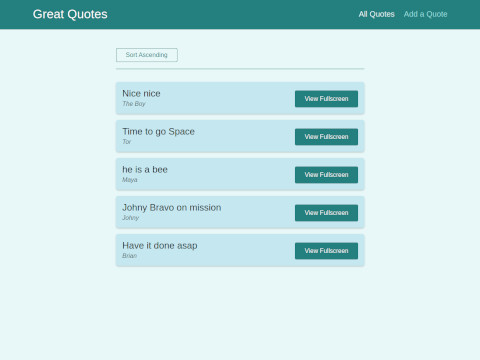 Great Quotes
All Quotes Add a Quote
Sort Ascending
Nice nice
The Boy
View Fullscreen
Time to go Space
Tor
View Fullscreen
he is a bee
Maya
View Fullscreen
Johny Bravo on mission
Johny
View Fullscreen
Have it done asap
Brian
View Fullscreen